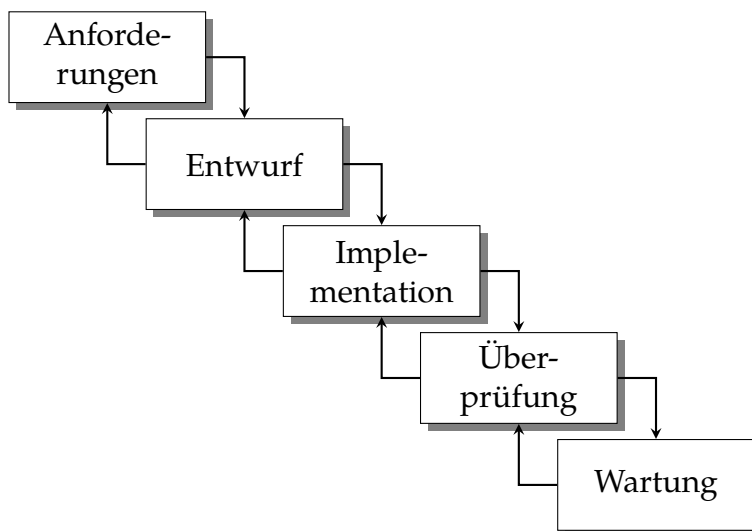 Anforde-
rungen
Entwurf
Imple-
mentation
Über-
prüfung
Wartung